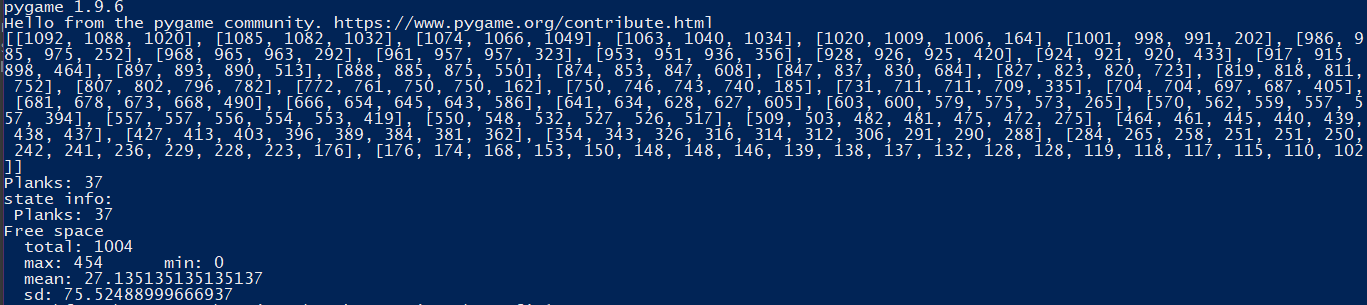 pygame 1.9.6
Hello from the pygame community. https://www.pygame.org/contribute.html
[[1092, 1088, 1020], [1085, 1082, 1032], [1074, 1066, 1049], [1063, 1040, 1034], [1020, 1009, 1006, 164], [1001, 998, 991, 202], [986, 9
85, 975, 252], [968, 965, 963, 292], [961, 957, 957, 323], [953, 951, 936, 356], [928, 926, 925, 420], [924, 921, 920, 433], [917, 915,
898, 464], [897, 893, 890, 513], [888, 885, 875, 550], [874, 853, 847, 608], [847, 837, 830, 684], [827, 823, 820, 723], [819, 818, 811,
752], [807, 802, 796, 782], [772, 761, 750, 750, 162], [750, 746, 743, 740, 185], [731, 711, 711, 709, 335], [704, 704, 697, 687, 405],
[681, 678, 673, 668, 490], [666, 654, 645, 643, 586], [641, 634, 628, 627, 605], [603, 600, 579, 575, 573, 265], [570, 562, 559, 557, 5
57, 394], [557, 557, 556, 554, 553, 419], [550, 548, 532, 527, 526, 517], [509, 503, 482, 481, 475, 472, 275], [464, 461, 445, 440, 439,
438, 437], [427, 413, 403, 396, 389, 384, 381, 362], [354, 343, 326, 316, 314, 312, 306, 291, 290, 288], [284, 265, 258, 251, 251, 250,
242, 241, 236, 229, 228, 223, 176], [176, 174, 168, 153, 150, 148, 148, 146, 139, 138, 137, 132, 128, 128, 119, 118, 117, 115, 110, 102
]]
Planks: 37
state info:
Planks: 37
Free space
total: 1004
max: 454 min: 0
mean: 27.135135135135137
sd: 75.52488999666937